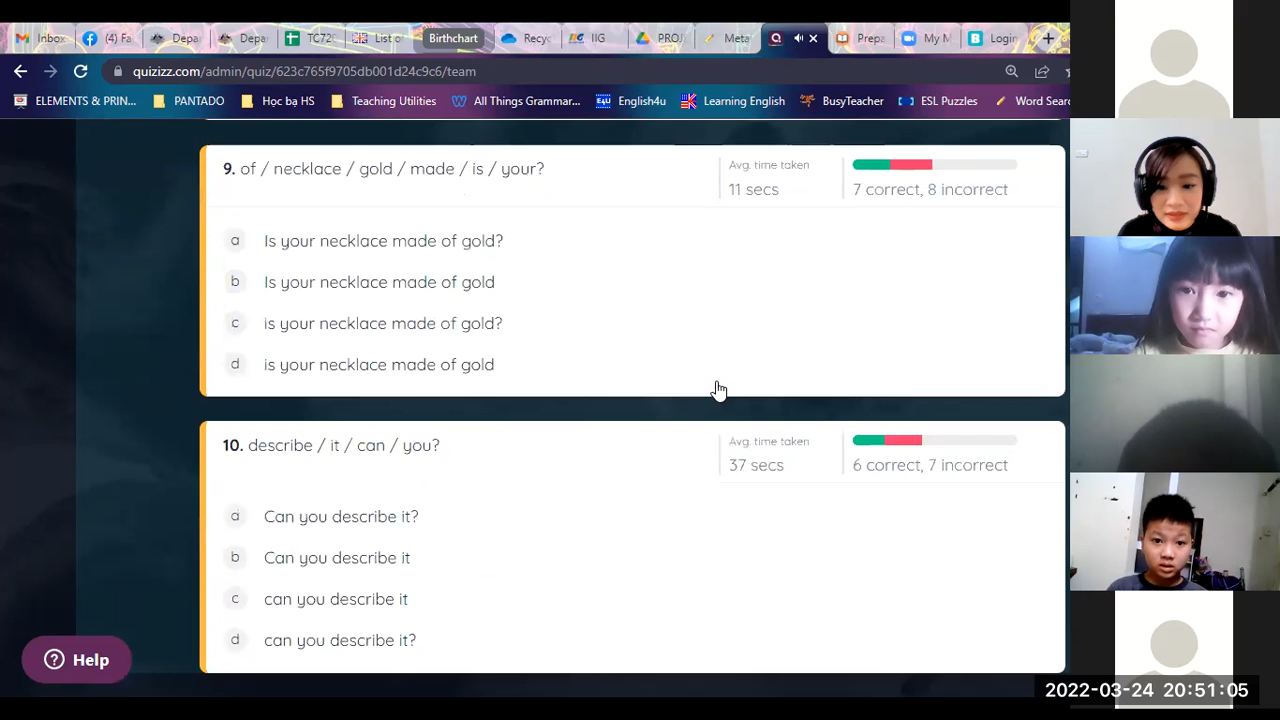 Inbox (4) Fa Depa Depa TC72 List o Birthchart Recyc IIG PROJ Meta Prepa My M Login
quizizz.com/admin/quiz/623c765f9705db001d24c9c6/team
ELEMENTS & PRIN... PANTADO Học bạ HS Teaching Utilities All Things Grammar... E4U English4u Learning English BusyTeacher ESL Puzzles Word Sear
9. of / necklace / gold / made / is / your?
Avg. time taken
11 secs
7 correct, 8 incorrect
a Is your necklace made of gold?
b Is your necklace made of gold
c is your necklace made of gold?
d is your necklace made of gold
10. describe / it / can / you?
Avg. time taken
37 secs
6 correct, 7 incorrect
a Can you describe it?
b Can you describe it
c can you describe it
d can you describe it?
? Help
2022-03-24 20:51:05